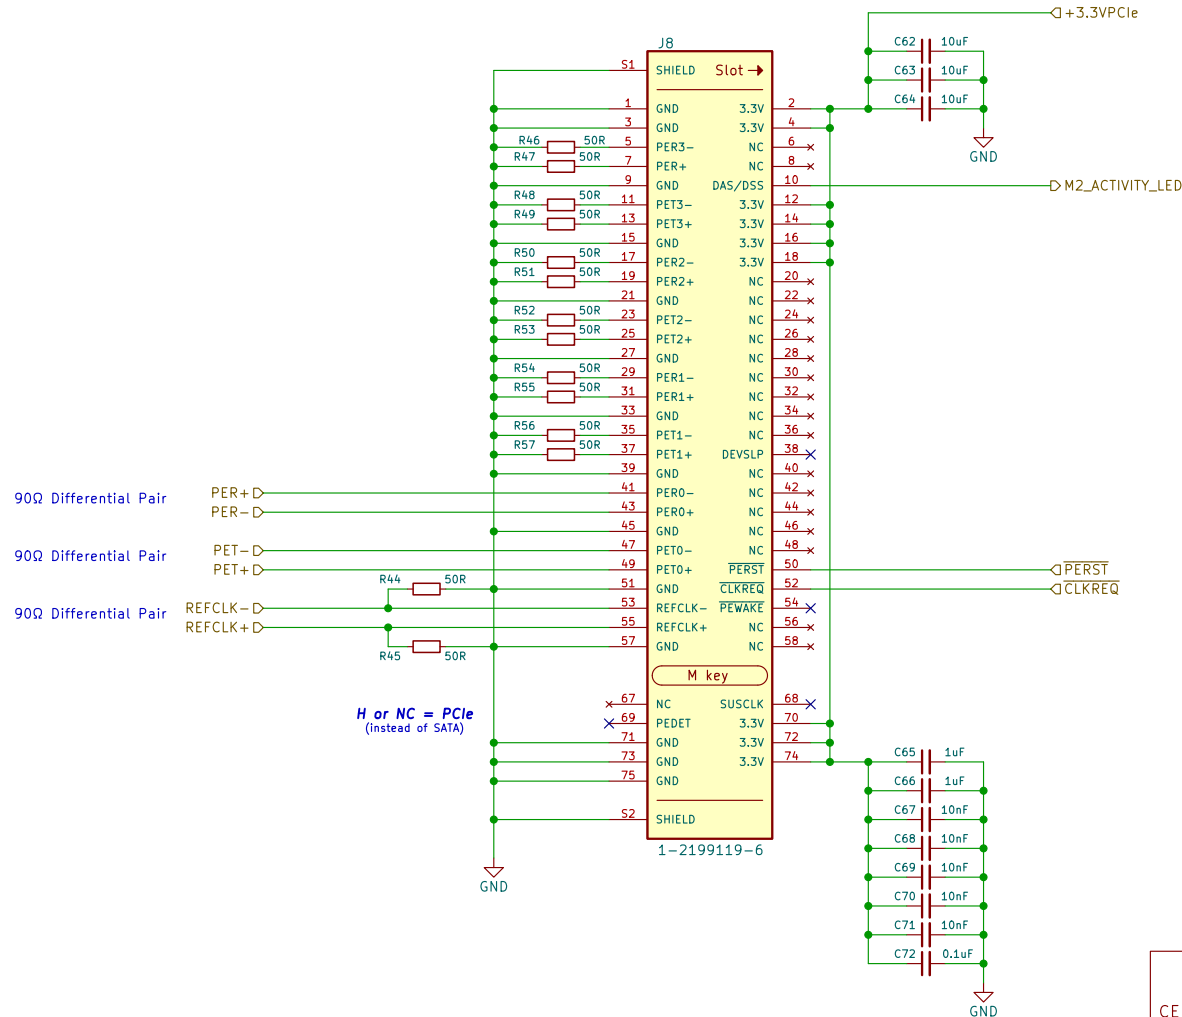 +3.3VPCIe
C62 10uF
C63 10uF
C64 10uF
GND
J8
S1 SHIELD Slot
1 GND 3.3V 2
3 GND 3.3V 4
R46 50R 5 PER3- NC 6
R47 50R 7 PER+ NC 8
9 GND DAS/DSS 10 M2_ACTIVITY_LED
R48 50R 11 PET3- 3.3V 12
R49 50R 13 PET3+ 3.3V 14
15 GND 3.3V 16
R50 50R 17 PER2- 3.3V 18
R51 50R 19 PER2+ NC 20
21 GND NC 22
R52 50R 23 PET2- NC 24
R53 50R 25 PET2+ NC 26
27 GND NC 28
R54 50R 29 PER1- NC 30
R55 50R 31 PER1+ NC 32
33 GND NC 34
R56 50R 35 PET1- NC 36
R57 50R 37 PET1+ DEVSLP 38
39 GND NC 40
90Ω Differential Pair
PER+ 41 PER0- NC 42
PER- 43 PER0+ NC 44
45 GND NC 46
90Ω Differential Pair
PET- 47 PET0- NC 48
PET+ 49 PET0+ PERST 50 PERST
R44 50R 51 GND CLKREQ 52 CLKREQ
90Ω Differential Pair
REFCLK- 53 REFCLK- PEWAKE 54
REFCLK+ 55 REFCLK+ NC 56
R45 50R 57 GND NC 58
M key
67 NC SUSCLK 68
H or NC = PCIe
(instead of SATA)
69 PEDET 3.3V 70
71 GND 3.3V 72
73 GND 3.3V 74
75 GND
S2 SHIELD
1-2199119-6
GND
C65 1uF
C66 1uF
C67 10nF
C68 10nF
C69 10nF
C70 10nF
C71 10nF
C72 0.1uF
GND
CE